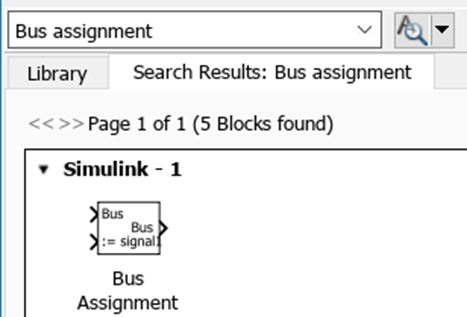 Bus assignment
Library
Search Results: Bus assignment
<<>> Page 1 of 1 (5 Blocks found)
Simulink - 1
Bus
Bus
:= signal1
Bus
Assignment